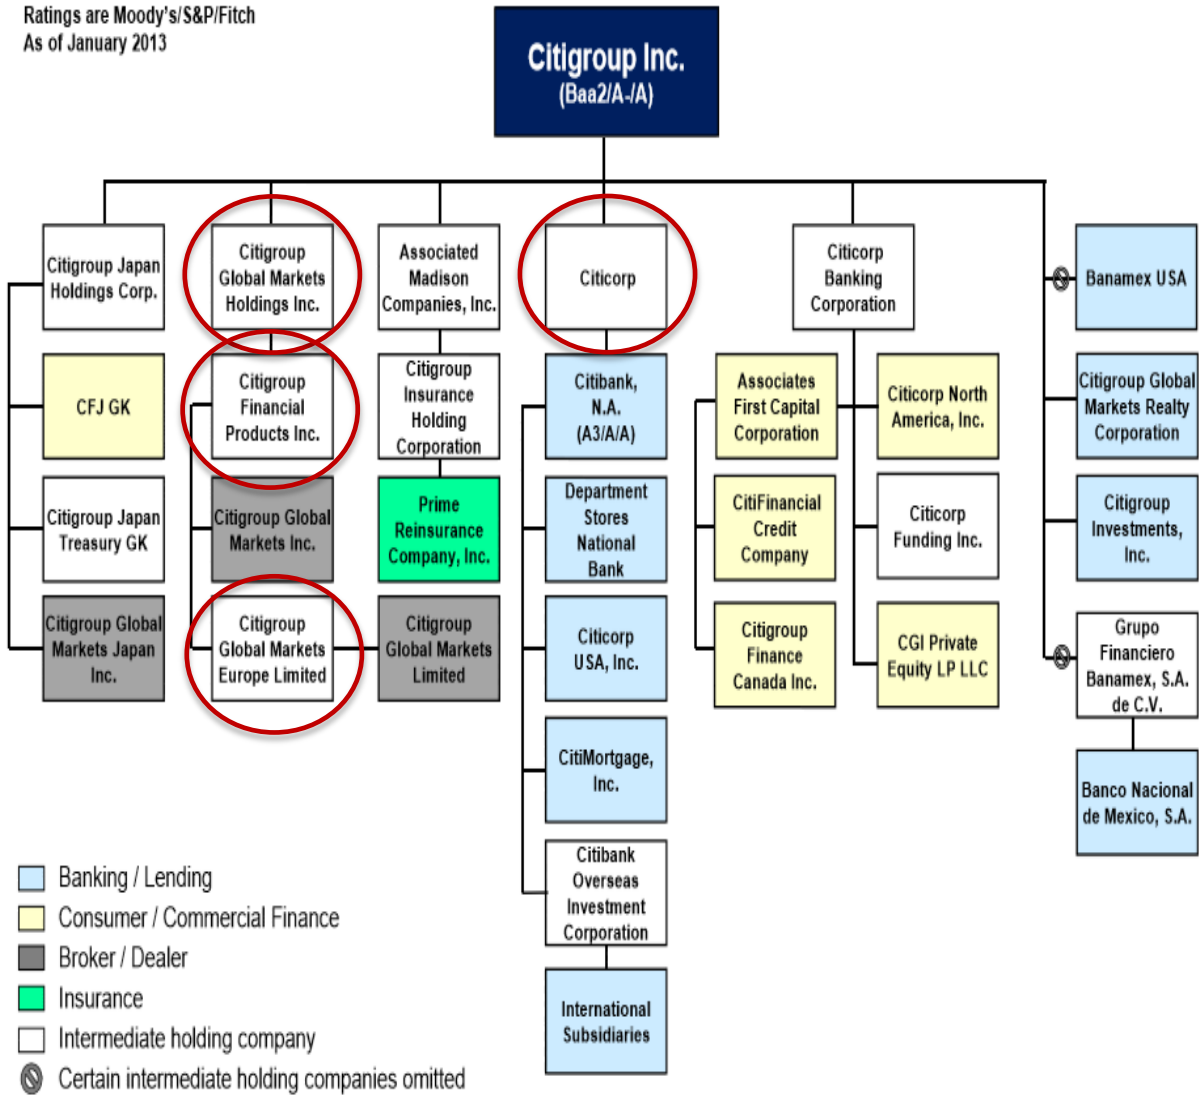 Ratings are Moody's/S&P/Fitch
As of January 2013
Citigroup Inc.
(Baa2/A-/A)
Citigroup Japan
Holdings Corp.
Citigroup
Global Markets
Holdings Inc.
Associated
Madison
Companies, Inc.
Citicorp
Citicorp
Banking
Corporation
Banamex USA
CFJ GK
Citigroup
Financial
Products Inc.
Citigroup
Insurance
Holding
Corporation
Citibank,
N.A.
(A3/A/A)
Associates
First Capital
Corporation
Citicorp North
America, Inc.
Citigroup Global
Markets Realty
Corporation
Citigroup Japan
Treasury GK
Citigroup Global
Markets Inc.
Prime
Reinsurance
Company, Inc.
Department
Stores
National
Bank
CitiFinancial
Credit
Company
Citicorp
Funding Inc.
Citigroup
Investments,
Inc.
Citigroup Global
Markets Japan
Inc.
Citigroup
Global Markets
Europe Limited
Citigroup
Global Markets
Limited
Citicorp
USA, Inc.
Citigroup
Finance
Canada Inc.
CGI Private
Equity LP LLC
Grupo
Financiero
Banamex, S.A.
de C.V.
CitiMortgage,
Inc.
Banco Nacional
de Mexico, S.A.
Citibank
Overseas
Investment
Corporation
International
Subsidiaries
Banking / Lending
Consumer / Commercial Finance
Broker / Dealer
Insurance
Intermediate holding company
Certain intermediate holding companies omitted